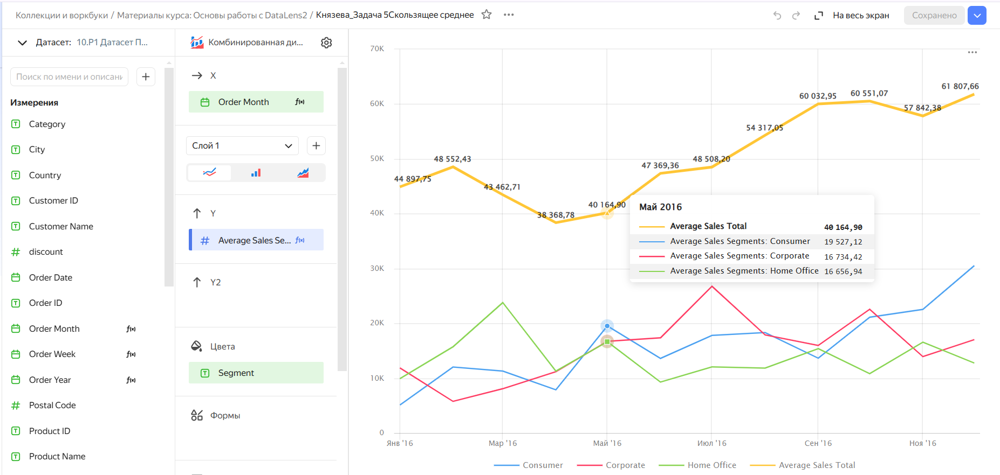 Коллекции и воркбуки / Материалы курса: Основы работы с DataLens2 / Князева_Задача 5Скользящее среднее
На весь экран
Сохранено
Датасет: 10.P1 Датасет П...
Поиск по имени и описани
Измерения
Category
City
Country
Customer ID
Customer Name
discount
Order Date
Order ID
Order Month f(x)
Order Week f(x)
Order Year f(x)
Postal Code
Product ID
Product Name
Комбинированная ди...
X
Order Month f(x)
Слой 1
Y
Average Sales Se... f(x)
Y2
Цвета
Segment
Формы
70K
60K
50K
40K
30K
20K
10K
0
44 897,75
48 552,43
43 462,71
38 368,78
40 164,90
47 369,36
48 508,20
54 317,05
60 032,95
60 551,07
57 842,38
61 807,66
Май 2016
Average Sales Total 40 164,90
Average Sales Segments: Consumer 19 527,12
Average Sales Segments: Corporate 16 734,42
Average Sales Segments: Home Office 16 656,94
Янв '16
Мар '16
Май '16
Июл '16
Сен '16
Ноя '16
Consumer
Corporate
Home Office
Average Sales Total